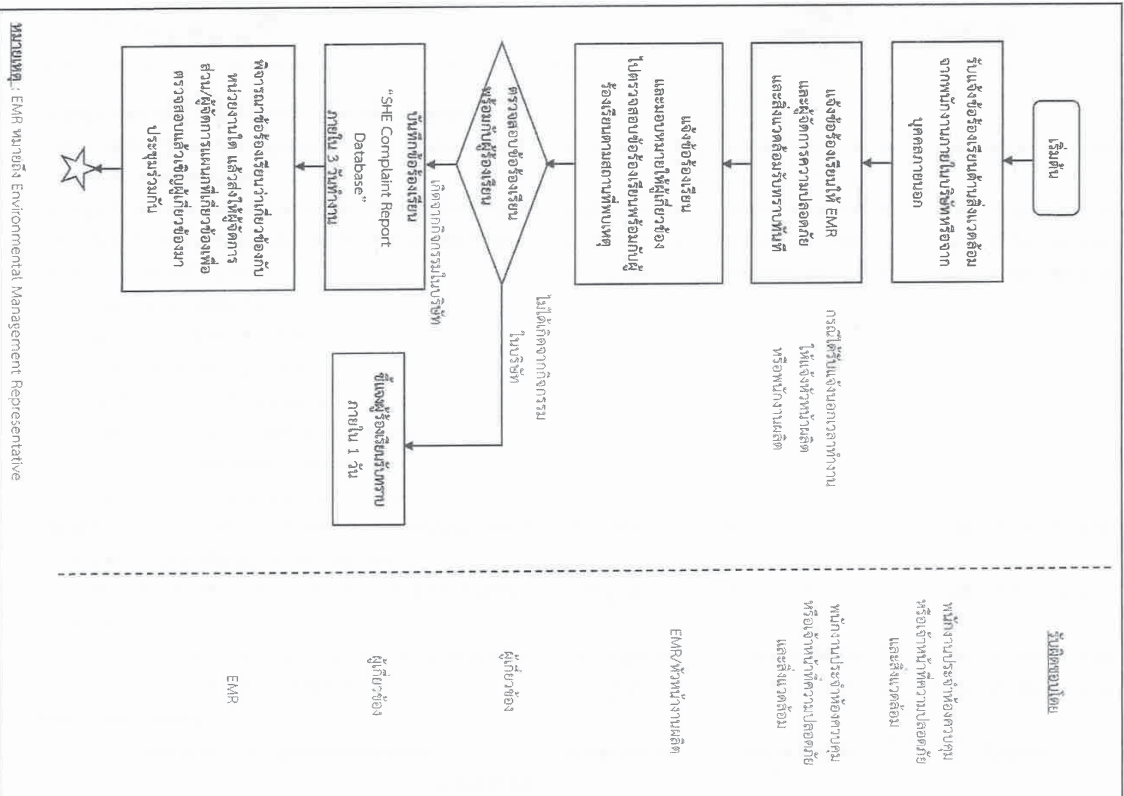 เริ่มต้น
รับผิดชอบโดย
รับแจ้งข้อร้องเรียนด้านสิ่งแวดล้อม
จากพนักงานภายในบริษัทหรือจาก
บุคคลภายนอก
พนักงานประจำห้องควบคุม
หรือเจ้าหน้าที่ความปลอดภัย
และสิ่งแวดล้อม
แจ้งข้อร้องเรียนให้ EMR
และผู้จัดการความปลอดภัย
และสิ่งแวดล้อมรับทราบทันที
กรณีได้รับแจ้งนอกเวลาทำงาน
ให้แจ้งหัวหน้าผลิต
หรือพนักงานผลิต
พนักงานประจำห้องควบคุม
หรือเจ้าหน้าที่ความปลอดภัย
และสิ่งแวดล้อม
แจ้งข้อร้องเรียน
และมอบหมายให้ผู้เกี่ยวข้อง
ไปตรวจสอบข้อร้องเรียนพร้อมกับผู้
ร้องเรียนตามสถานที่พบเหตุ
EMR/หัวหน้างานผลิต
ตรวจสอบข้อร้องเรียน
พร้อมกับผู้ร้องเรียน
ไม่ได้เกิดจากกิจกรรม
ในบริษัท
ผู้เกี่ยวข้อง
เกิดจากกิจกรรมในบริษัท
บันทึกข้อร้องเรียน
"SHE Complaint Report
Database"
ภายใน 3 วันทำงาน
ชี้แจงผู้ร้องเรียนรับทราบ
ภายใน 1 วัน
ผู้เกี่ยวข้อง
พิจารณาข้อร้องเรียนว่าเกี่ยวข้องกับ
หน่วยงานใด แล้วส่งให้ผู้จัดการ
ส่วน/ผู้จัดการแผนกที่เกี่ยวข้องเพื่อ
ตรวจสอบแล้วเชิญผู้เกี่ยวข้องมา
ประชุมร่วมกัน
EMR
หมายเหตุ : EMR หมายถึง Environmental Management Representative